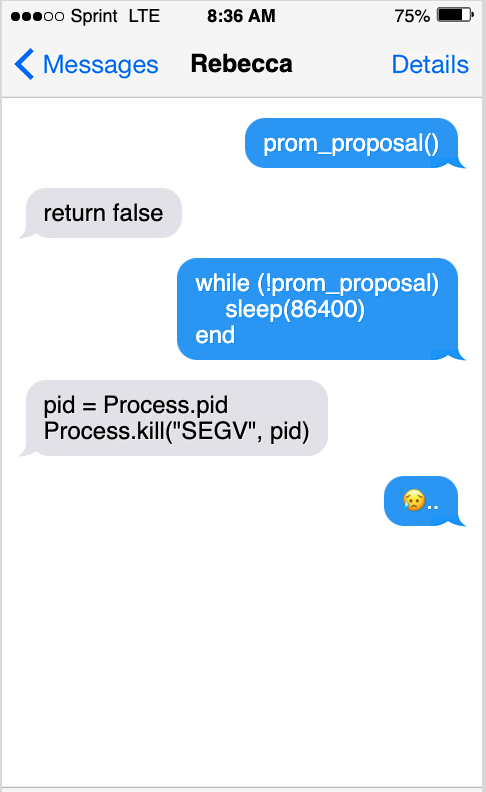 Sprint LTE 8:36 AM 75%
Messages Rebecca Details
prom_proposal()
return false
while (!prom_proposal)
sleep(86400)
end
pid = Process.pid
Process.kill("SEGV", pid)
😥..